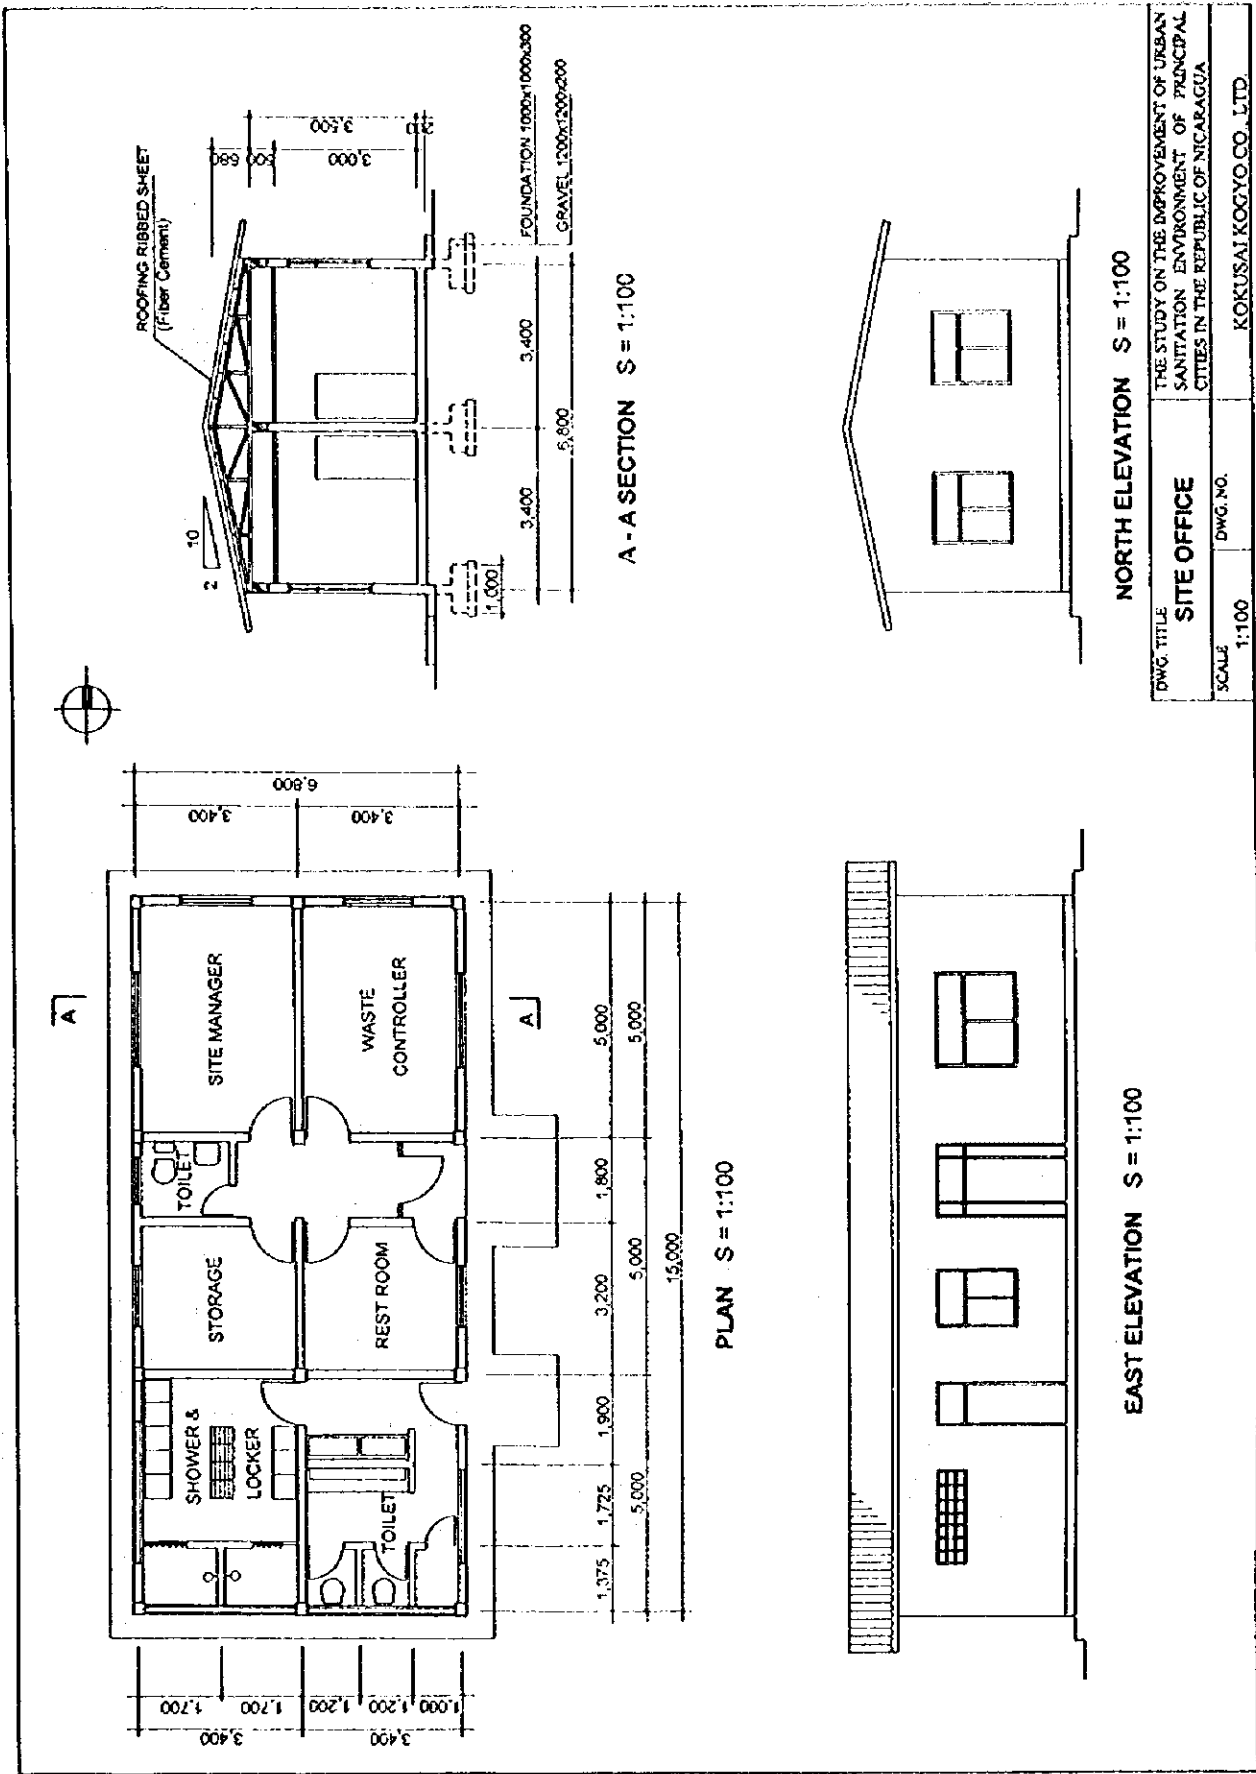 A
A
SITE MANAGER
WASTE
CONTROLLER
TOILET
STORAGE
REST ROOM
SHOWER &
LOCKER
TOILET
3,400
3,400
6,800
1,700
1,700
1,200
1,200
1,000
3,400
3,400
1,375
1,725
1,900
3,200
1,800
5,000
5,000
5,000
5,000
15,000
PLAN S = 1:100
ROOFING RIBBED SHEET
(Fiber Cement)
2
10
680
500
3,000
3,500
1,000
3,400
3,400
6,800
FOUNDATION 1000x1000x300
GRAVEL 1200x1200x200
A - A SECTION S = 1:100
EAST ELEVATION S = 1:100
NORTH ELEVATION S = 1:100
DWG. TITLE
SITE OFFICE
SCALE
1:100
DWG. NO.
THE STUDY ON THE IMPROVEMENT OF URBAN
SANITATION ENVIRONMENT OF PRINCIPAL
CITIES IN THE REPUBLIC OF NICARAGUA
KOKUSAI KOGYO CO., LTD.